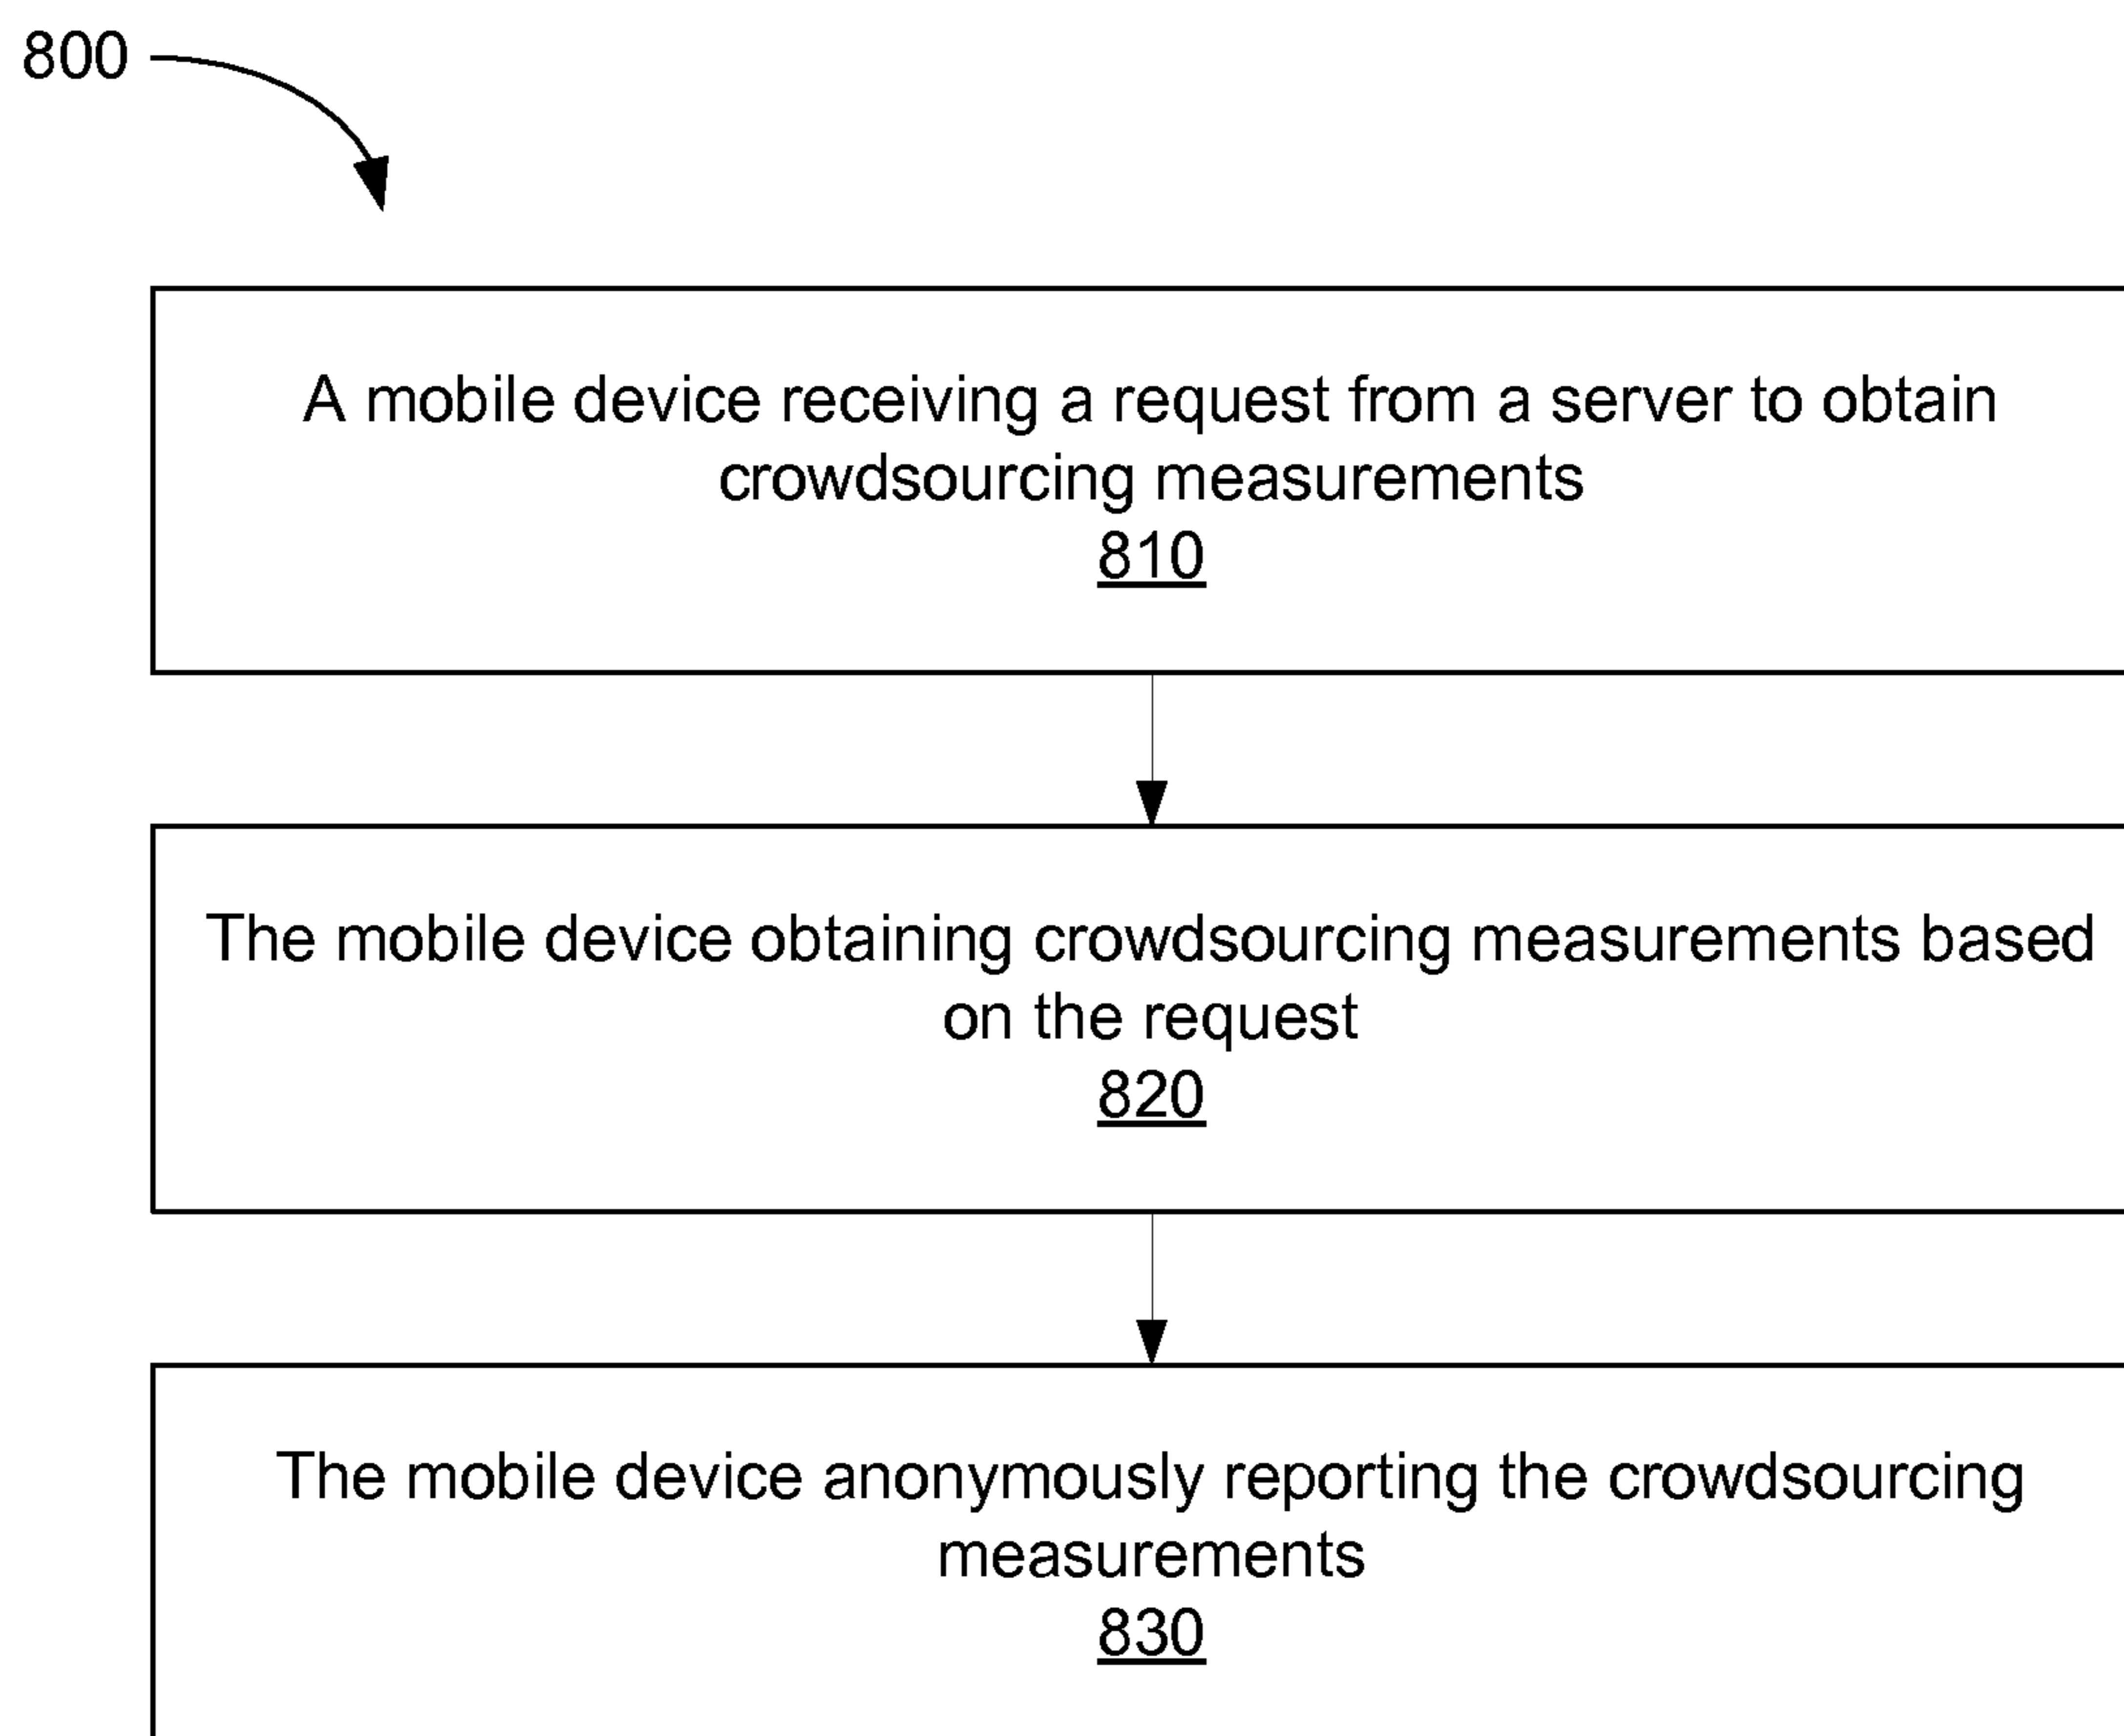 800
A mobile device receiving a request from a server to obtain
crowdsourcing measurements
810
The mobile device obtaining crowdsourcing measurements based
on the request
820
The mobile device anonymously reporting the crowdsourcing
measurements
830